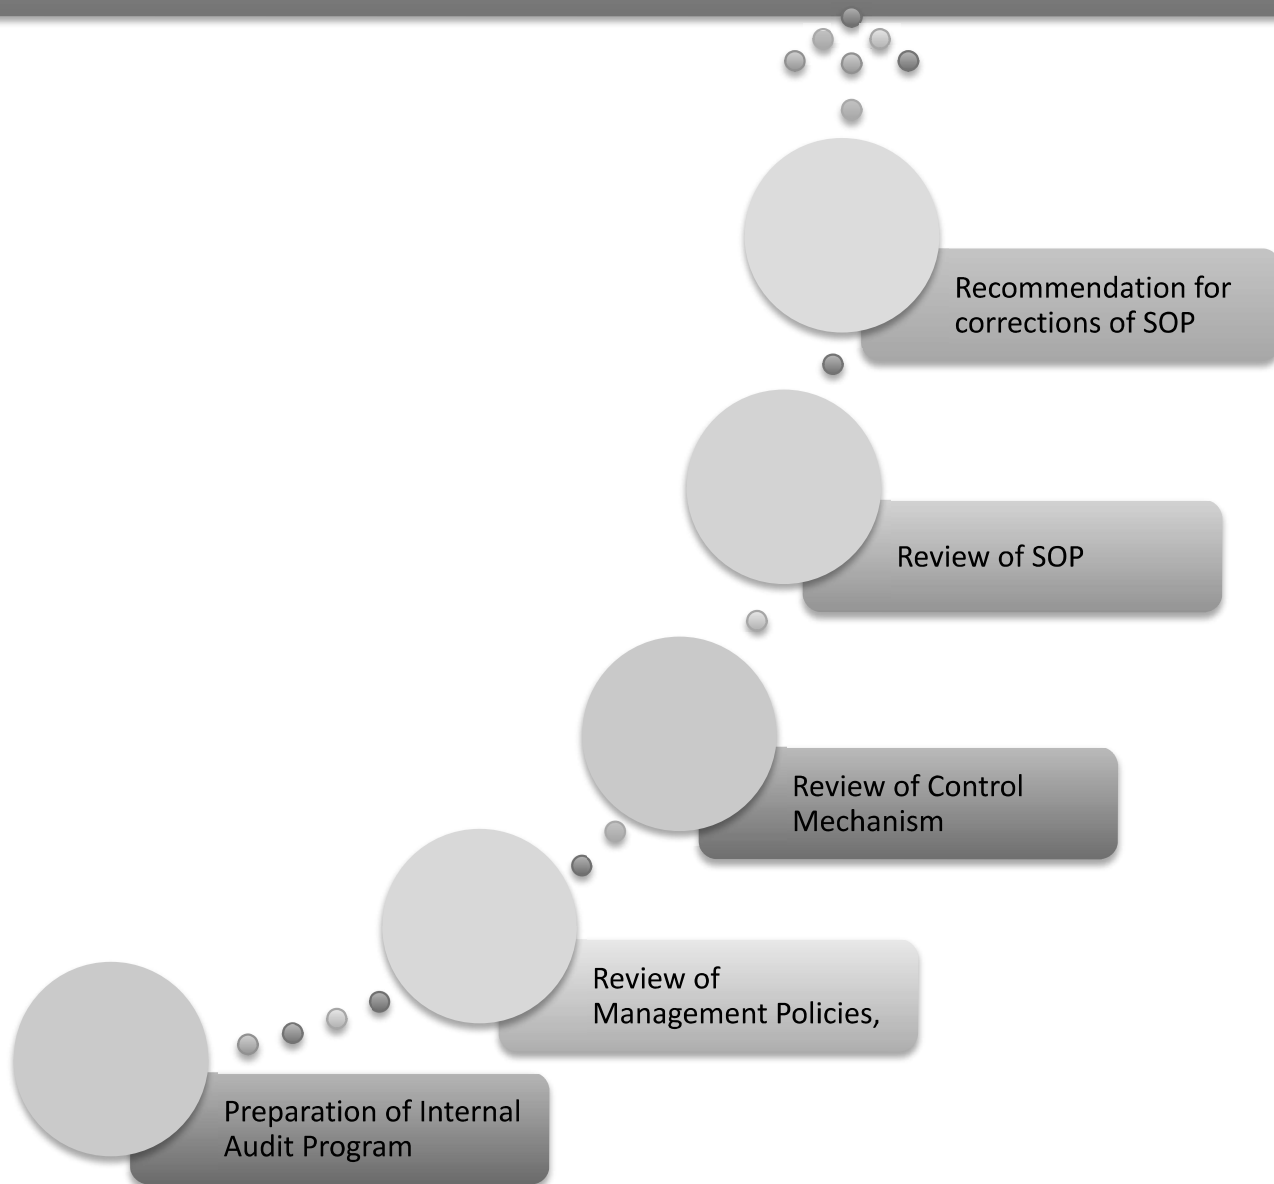 Recommendation for
corrections of SOP
Review of SOP
Review of Control
Mechanism
Review of
Management Policies,
Preparation of Internal
Audit Program